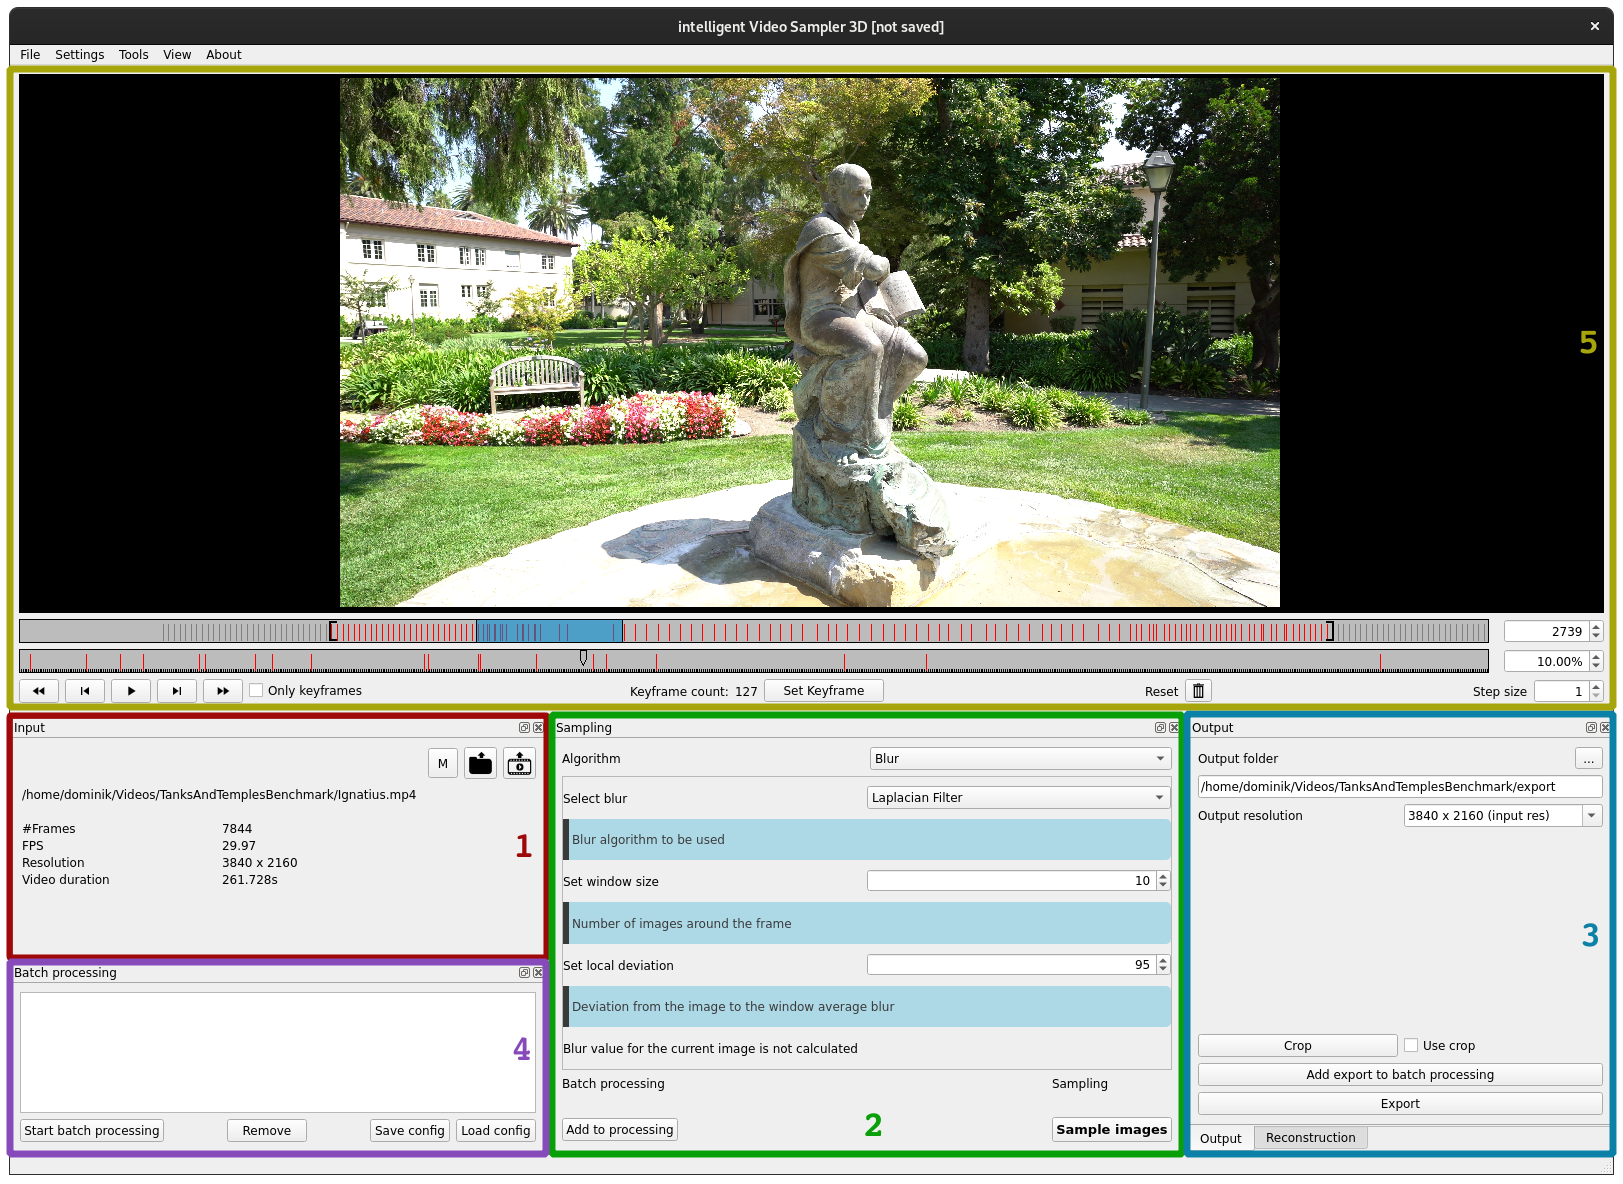 intelligent Video Sampler 3D [not saved]
File Settings Tools View About
5
2739
10.00%
Only keyframes Keyframe count: 127 Set Keyframe Reset Step size 1
Input
M
/home/dominik/Videos/TanksAndTemplesBenchmark/Ignatius.mp4
#Frames 7844
FPS 29.97
Resolution 3840 x 2160
Video duration 261.728s
1
Batch processing
4
Start batch processing Remove Save config Load config
Sampling
Algorithm Blur
Select blur Laplacian Filter
Blur algorithm to be used
Set window size 10
Number of images around the frame
Set local deviation 95
Deviation from the image to the window average blur
Blur value for the current image is not calculated
Batch processing Sampling
2
Add to processing Sample images
Output
Output folder ...
/home/dominik/Videos/TanksAndTemplesBenchmark/export
Output resolution 3840 x 2160 (input res)
3
Crop Use crop
Add export to batch processing
Export
Output Reconstruction